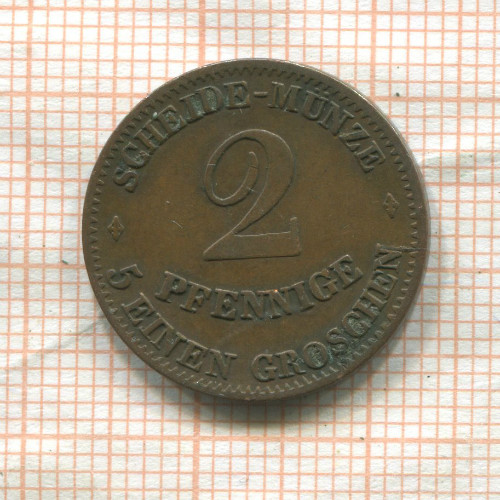 SCHEIDE-MÜNZE
2
PFENNIGE
5 EINEN GROSCHEN